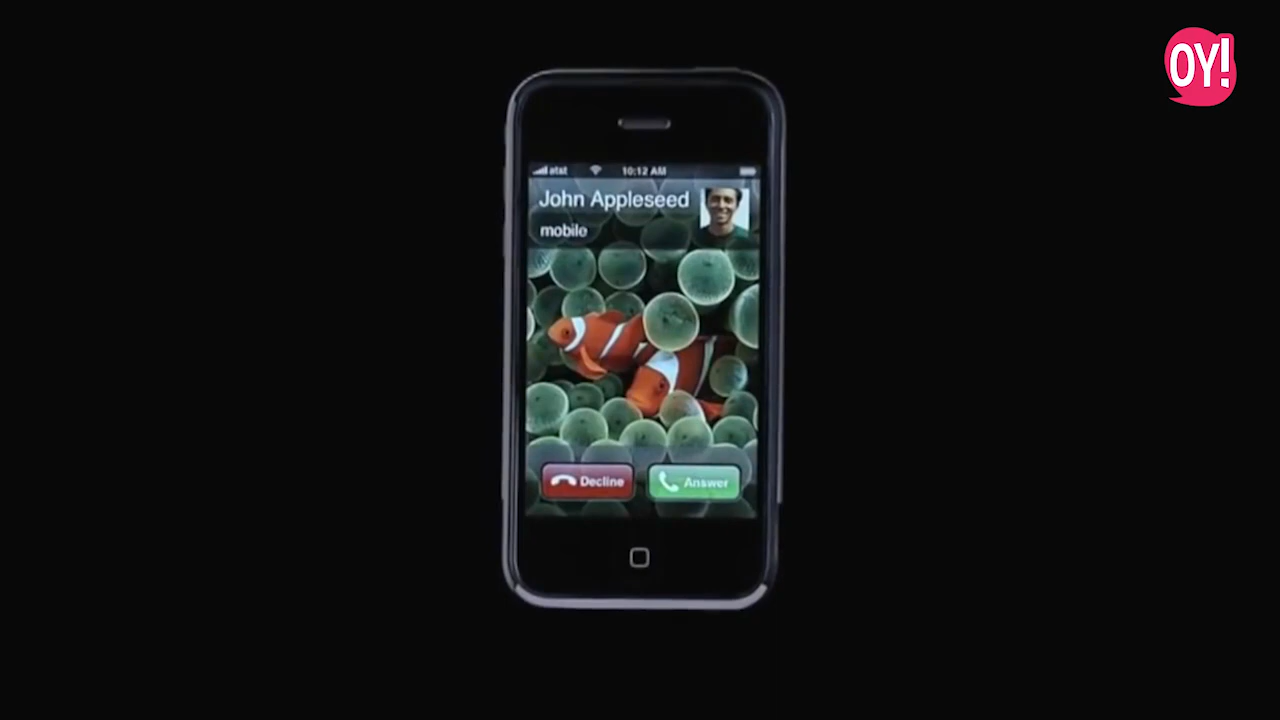 OY!
at&t
10:12 AM
John Appleseed
mobile
Decline
Answer